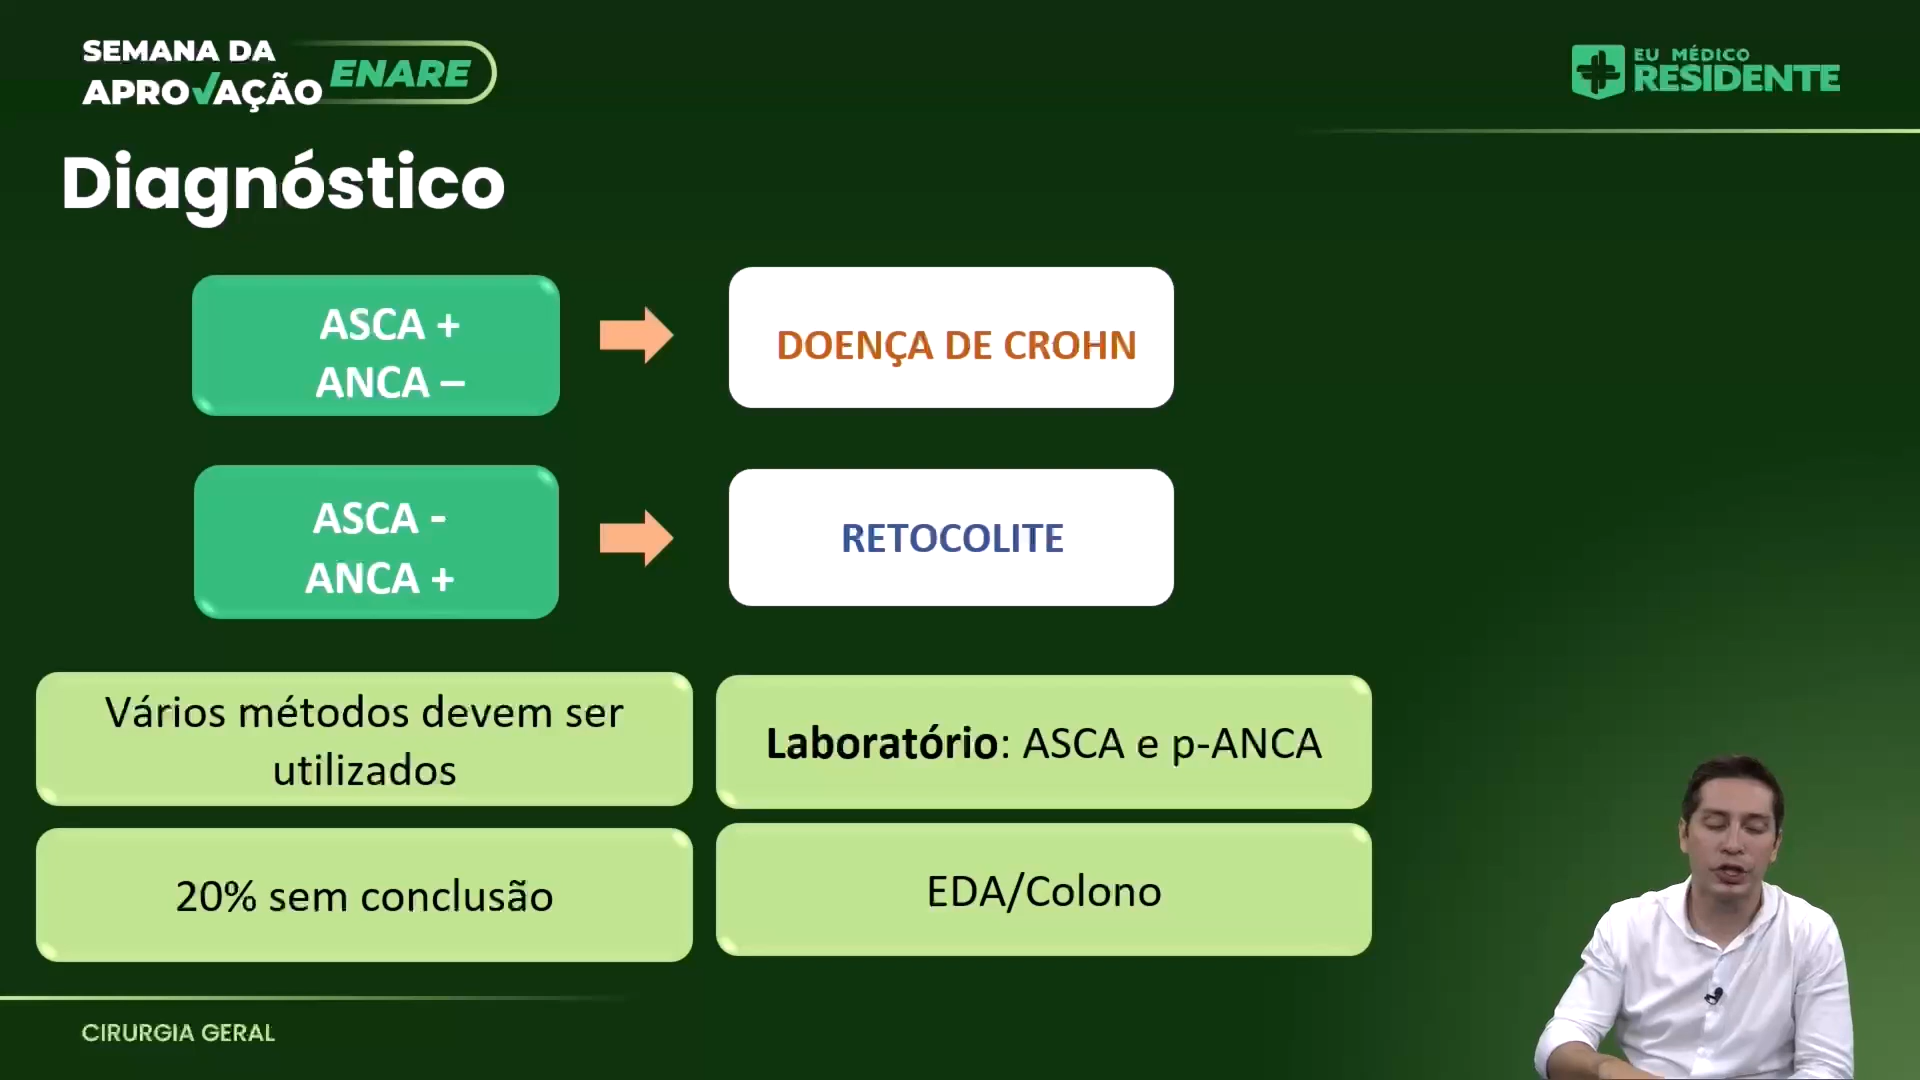 SEMANA DA
APROVAÇÃO ENARE
EU MÉDICO
RESIDENTE
Diagnóstico
ASCA +
ANCA –
DOENÇA DE CROHN
ASCA -
ANCA +
RETOCOLITE
Vários métodos devem ser
utilizados
Laboratório: ASCA e p-ANCA
20% sem conclusão
EDA/Colono
CIRURGIA GERAL